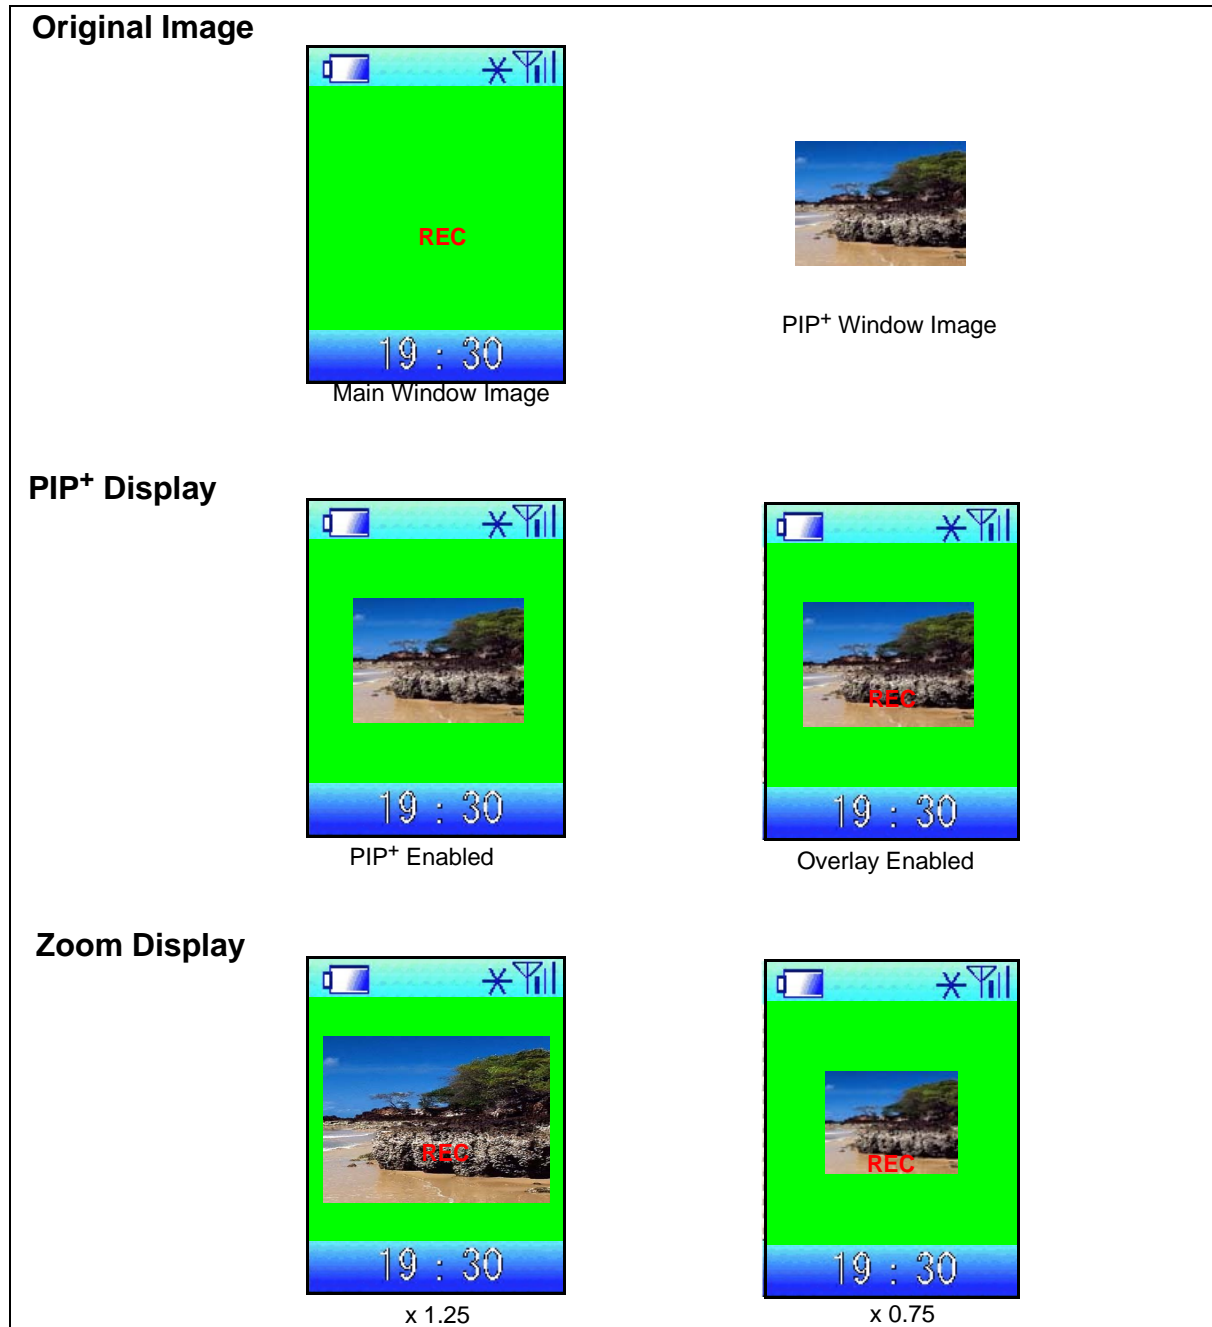 Original Image
REC
19 : 30
Main Window Image
PIP+ Window Image
PIP+ Display
19 : 30
PIP+ Enabled
REC
19 : 30
Overlay Enabled
Zoom Display
REC
19 : 30
x 1.25
REC
19 : 30
x 0.75